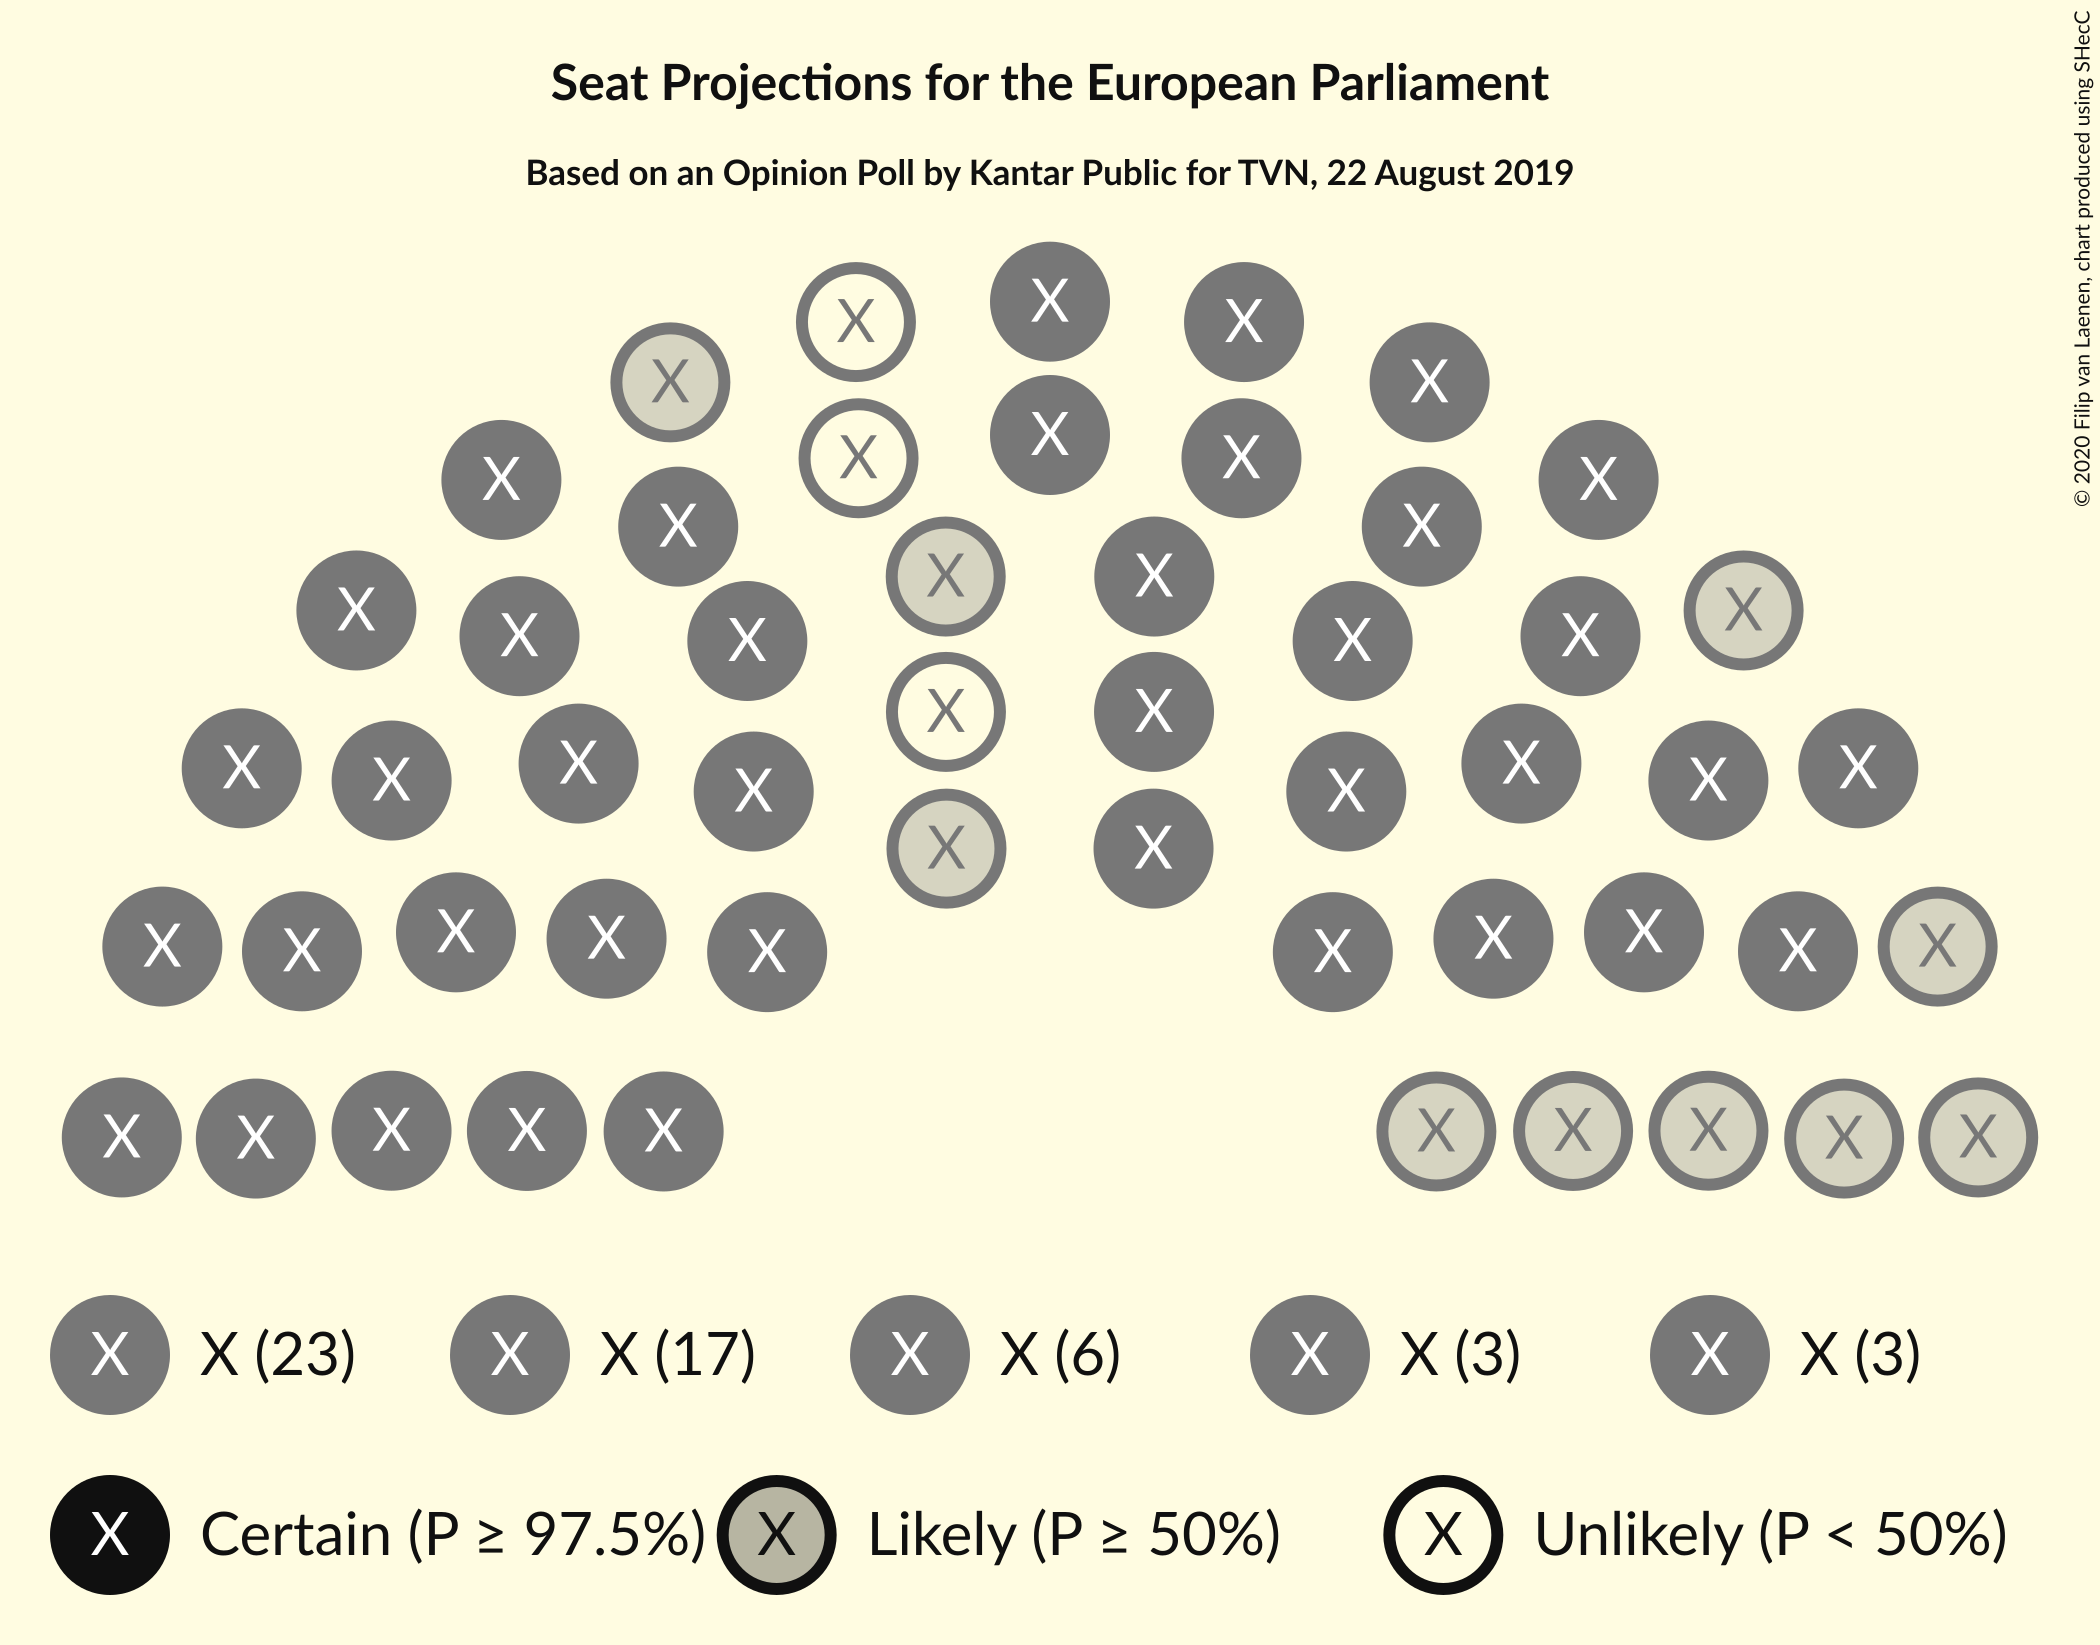 Seat Projections for the European Parliament
Based on an Opinion Poll by Kantar Public for TVN, 22 August 2019
© 2020 Filip van Laenen, chart produced using SHecC
X X X
X X
X X X
X X
X X
X X
X X X X X X
X X
X X X X X X X X
X X
X X X X X X X X X X
X X X X X X X X X X
X X (23) X X (17) X X (6) X X (3) X X (3)
X Certain (P ≥ 97.5%) X Likely (P ≥ 50%) X Unlikely (P < 50%)